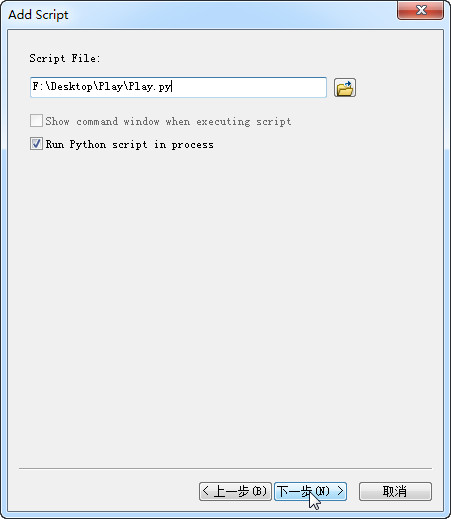 Add Script
Script File:
F:\Desktop\Play\Play.py
Show command window when executing script
Run Python script in process
< 上一步(B)
下一步(N) >
取消